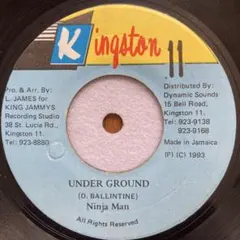 Kingston 11
Pro. & Arr. By:
L. JAMES for
KING JAMMYS
Recording Studio
38 St. Lucia Rd.,
Kingston 11.
Tel: 923-8880
Distributed By:
Dynamic Sounds
15 Bell Road,
Kingston 11.
Tel: 923-9138
923-9168
Made in Jamaica
(P) (C) 1993
UNDER GROUND
(D. BALLINTINE)
Ninja Man
All Rights Reserved